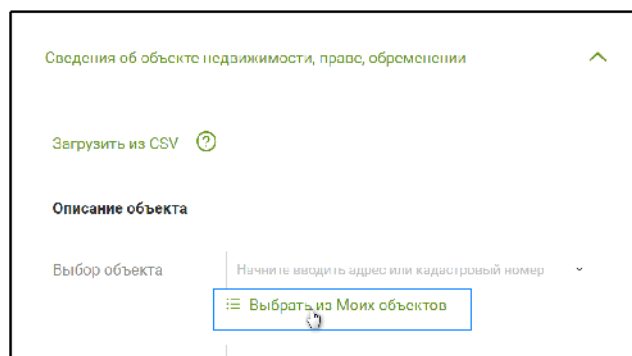 Сведения об объекте недвижимости, праве, обременении
Загрузить из CSV ?
Описание объекта
Выбор объекта
Начните вводить адрес или кадастровый номер
Выбрать из Моих объектов